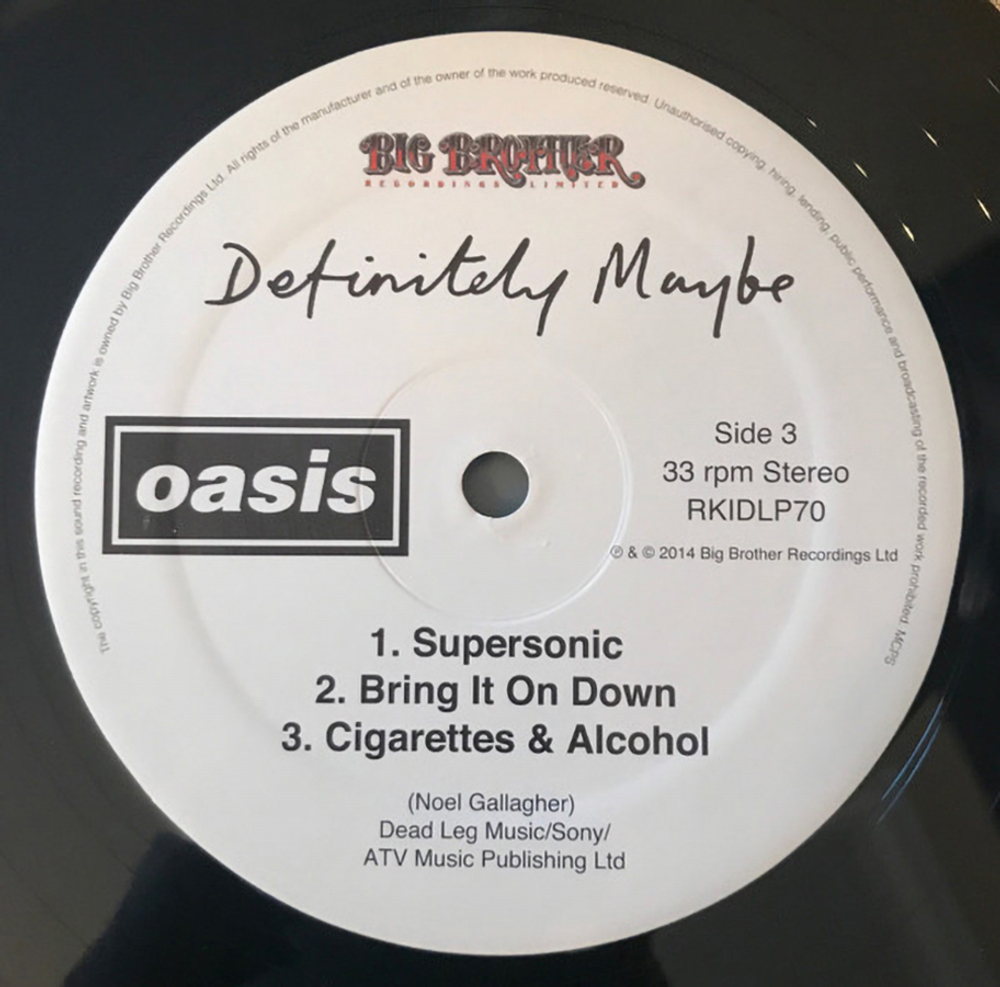 The copyright in this sound recording and artwork is owned by Big Brother Recordings Ltd. All rights of the manufacturer and of the owner of the work produced reserved. Unauthorised copying, hiring, lending, public performance and broadcasting of the recorded work prohibited. MCPS
BIG BROTHER
RECORDINGS LIMITED
Definitely Maybe
oasis
Side 3
33 rpm Stereo
RKIDLP70
℗ & © 2014 Big Brother Recordings Ltd
1. Supersonic
2. Bring It On Down
3. Cigarettes & Alcohol
(Noel Gallagher)
Dead Leg Music/Sony/
ATV Music Publishing Ltd